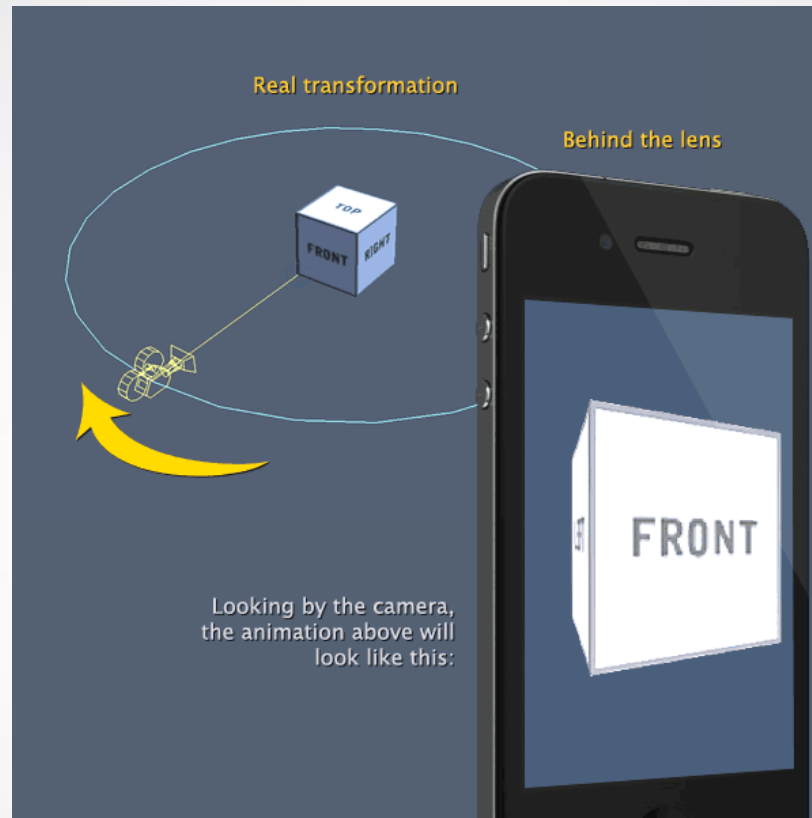 Real transformation
Behind the lens
TOP
FRONT
RIGHT
LEFT
FRONT
Looking by the camera,
the animation above will
look like this: